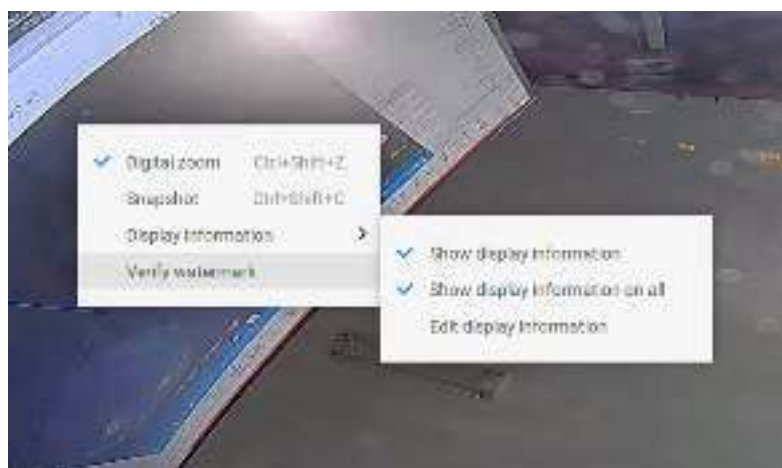 Digital zoom Ctrl+Shift+Z
Snapshot Ctrl+Shift+C
Display information
Verify watermark
Show display information
Show display information on all
Edit display information